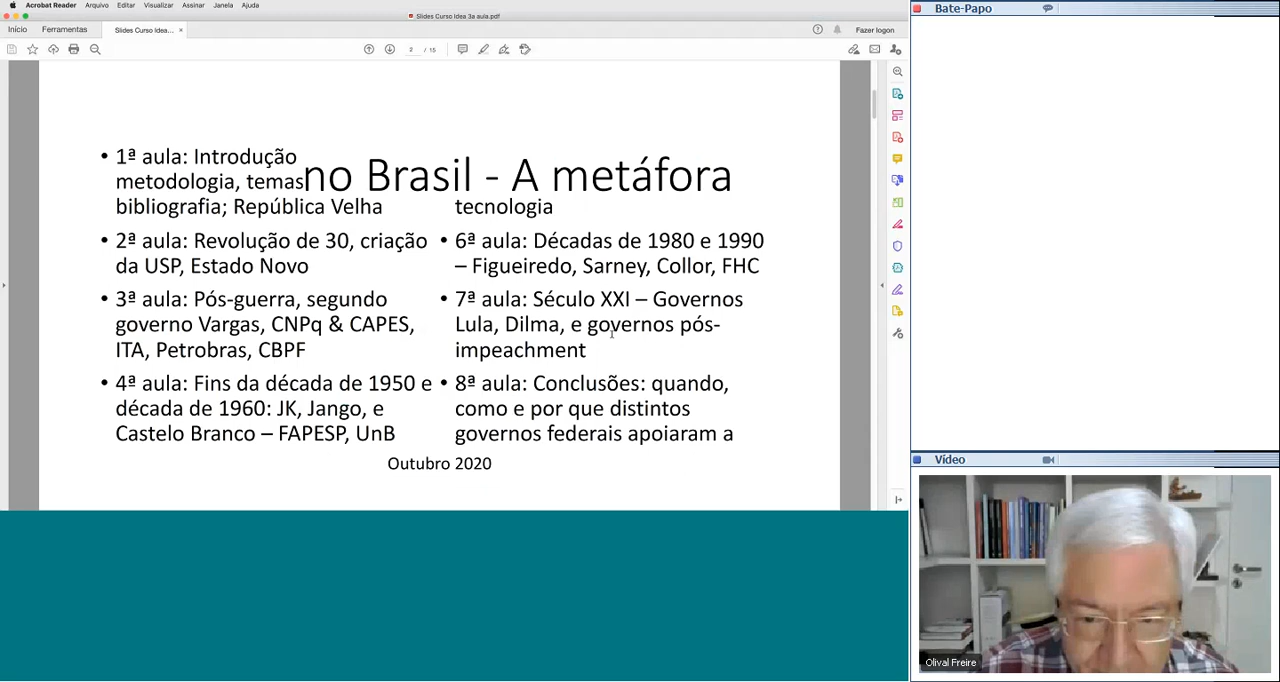 Acrobat Reader Arquivo Editar Visualizar Assinar Janela Ajuda
Slides Curso Idea 3a aula.pdf
Início Ferramentas Slides Curso Idea... × Fazer logon
2 / 15
• 1ª aula: Introdução
metodologia, temas
bibliografia; República Velha
• 2ª aula: Revolução de 30, criação
da USP, Estado Novo
• 3ª aula: Pós-guerra, segundo
governo Vargas, CNPq & CAPES,
ITA, Petrobras, CBPF
• 4ª aula: Fins da década de 1950 e
década de 1960: JK, Jango, e
Castelo Branco – FAPESP, UnB
no Brasil - A metáfora
tecnologia
• 6ª aula: Décadas de 1980 e 1990
– Figueiredo, Sarney, Collor, FHC
• 7ª aula: Século XXI – Governos
Lula, Dilma, e governos pós-
impeachment
• 8ª aula: Conclusões: quando,
como e por que distintos
governos federais apoiaram a
Outubro 2020
Bate-Papo
Vídeo
Olival Freire